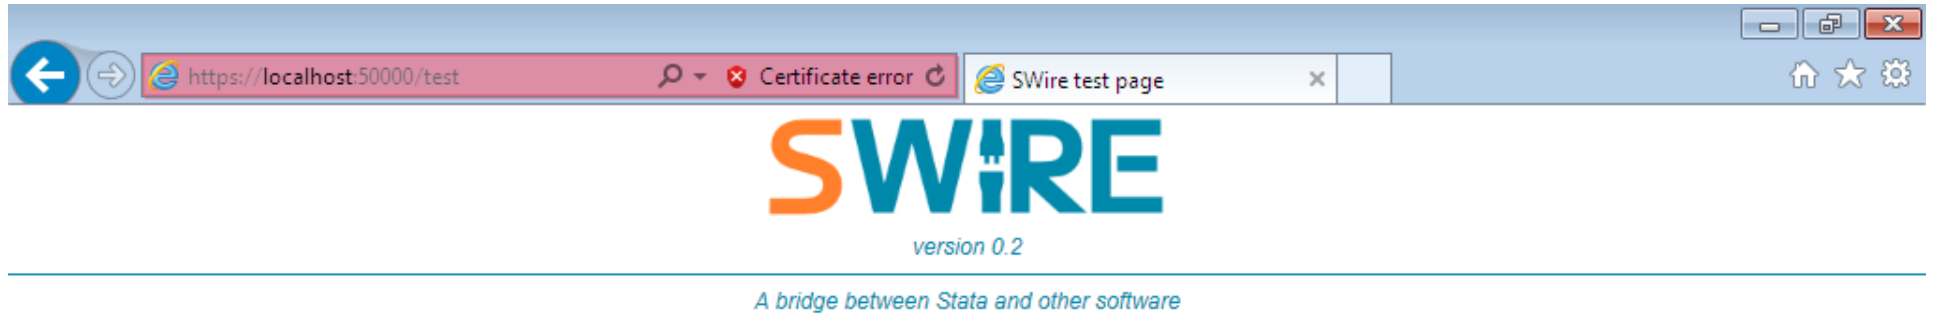 https://localhost:50000/test
Certificate error
SWire test page
SWIRE
version 0.2
A bridge between Stata and other software